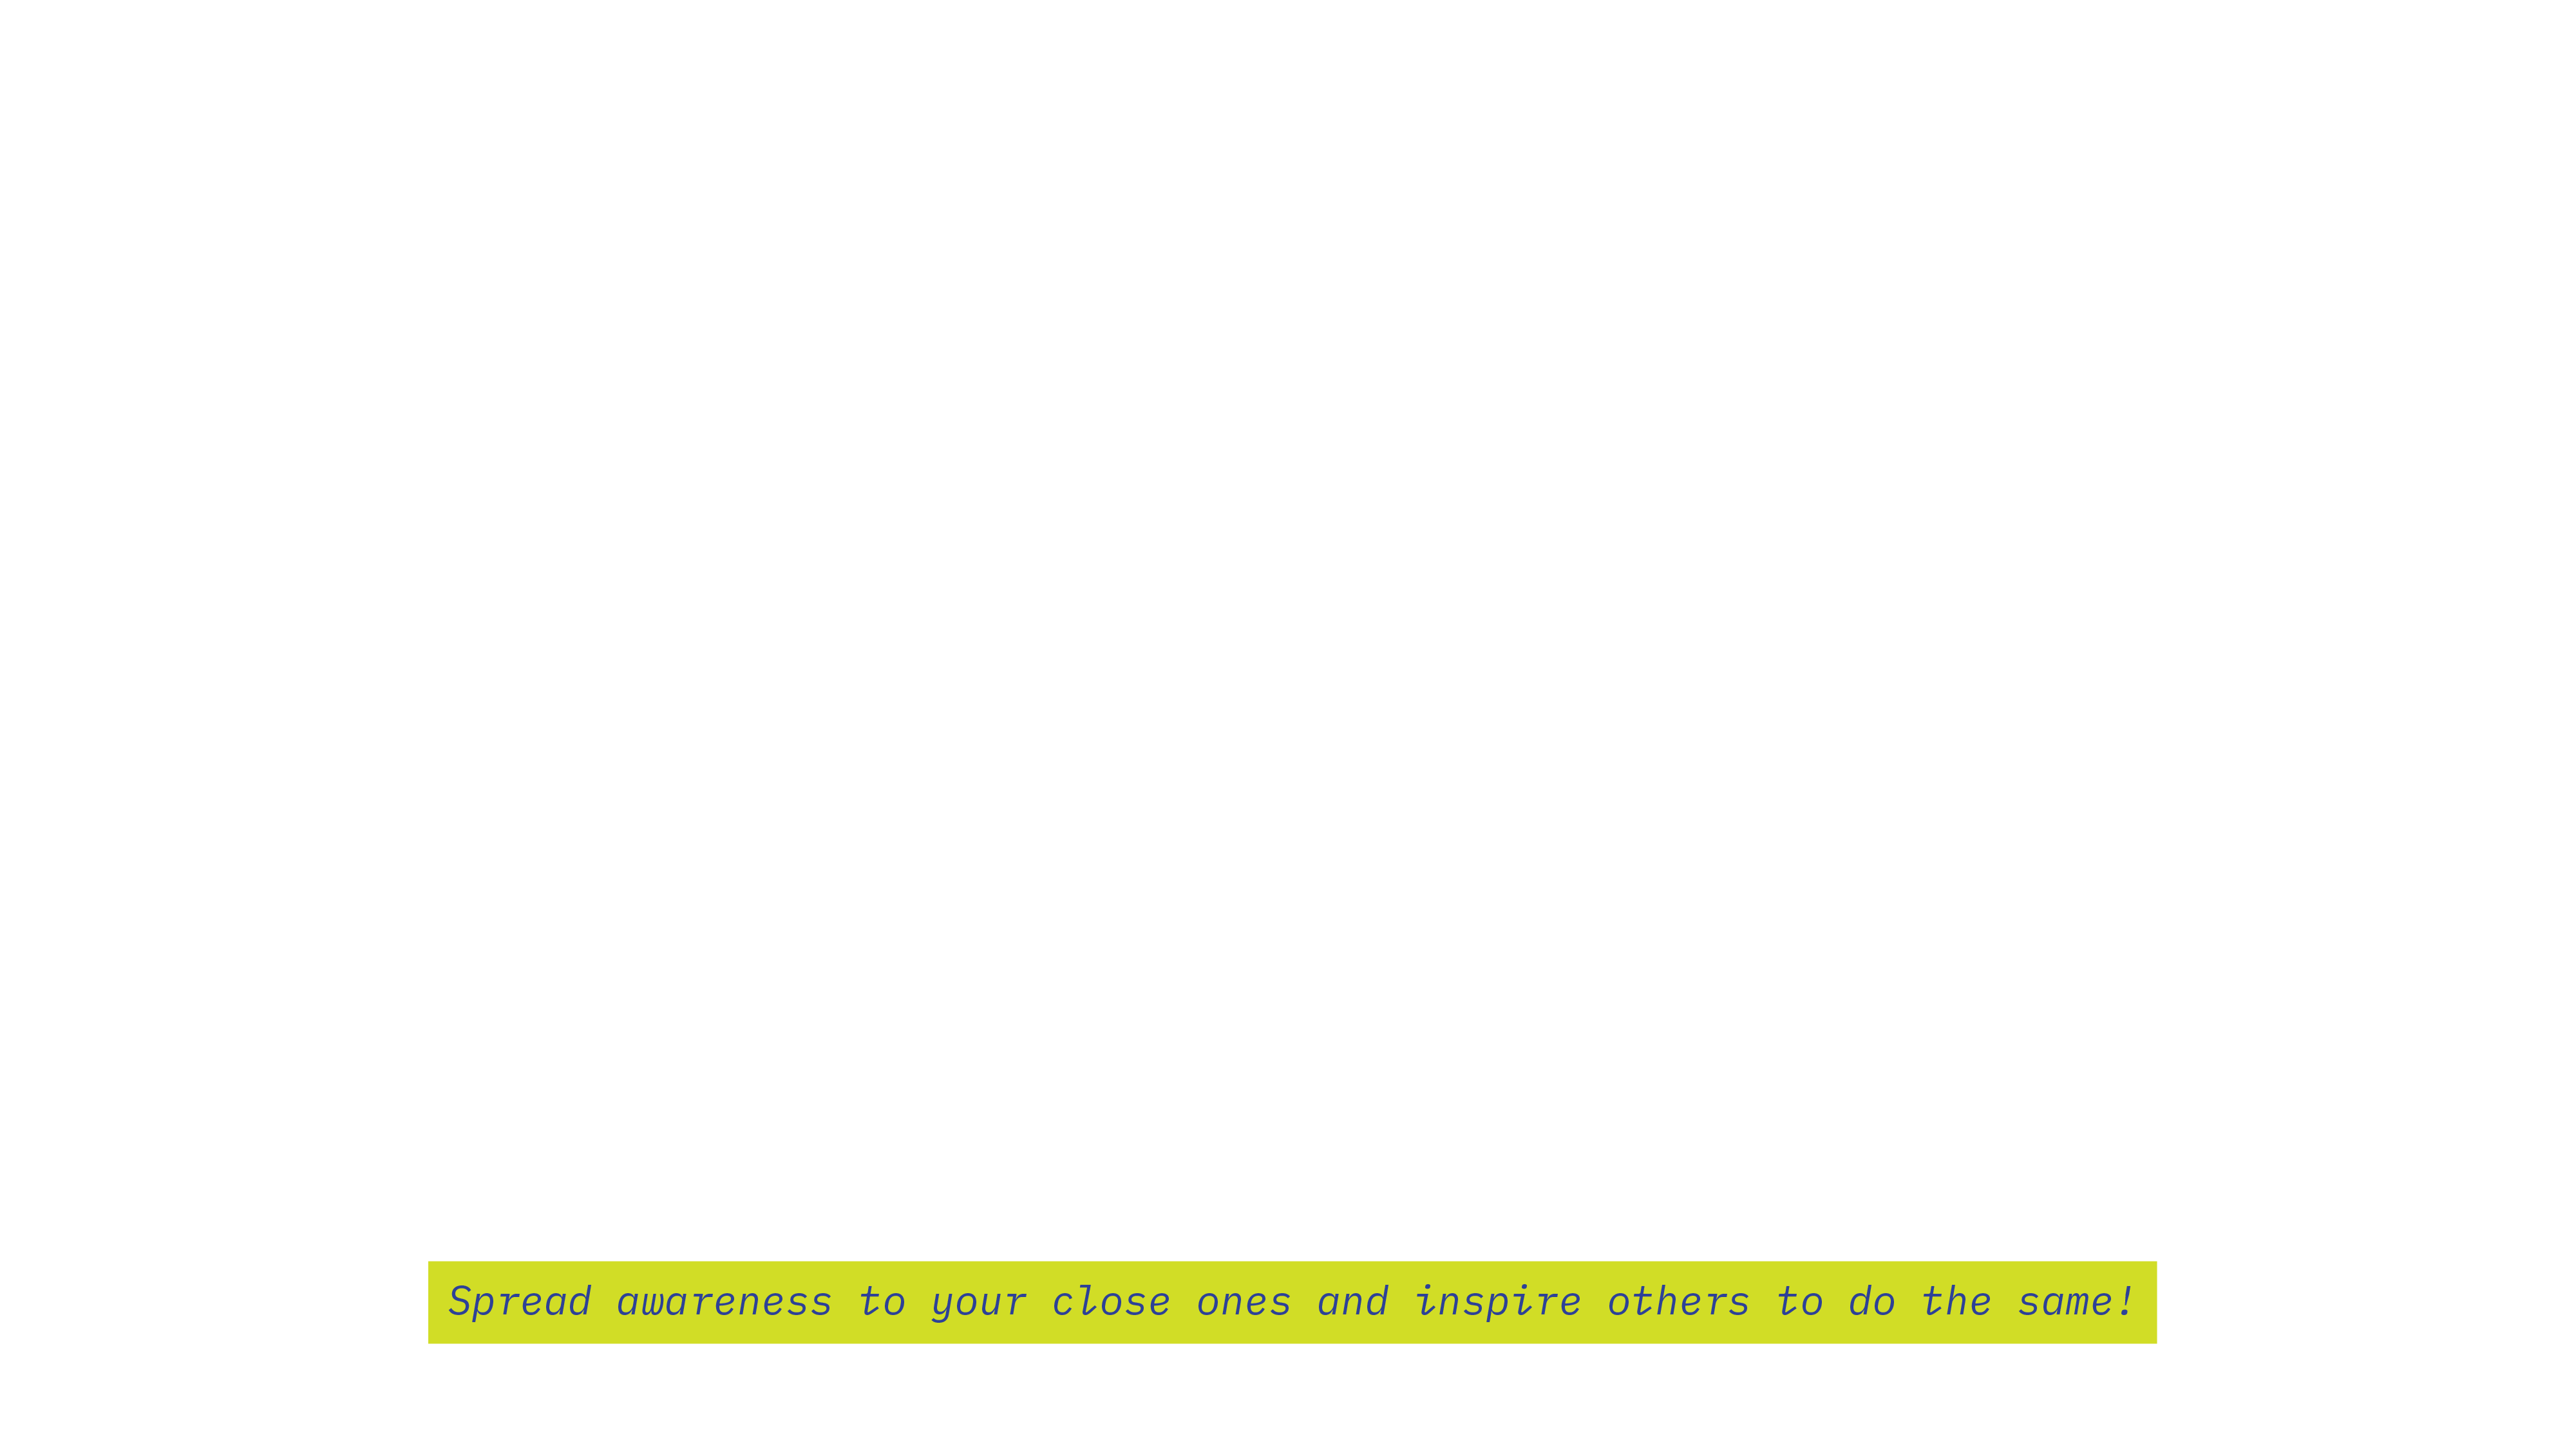 Spread awareness to your close ones and inspire others to do the same!